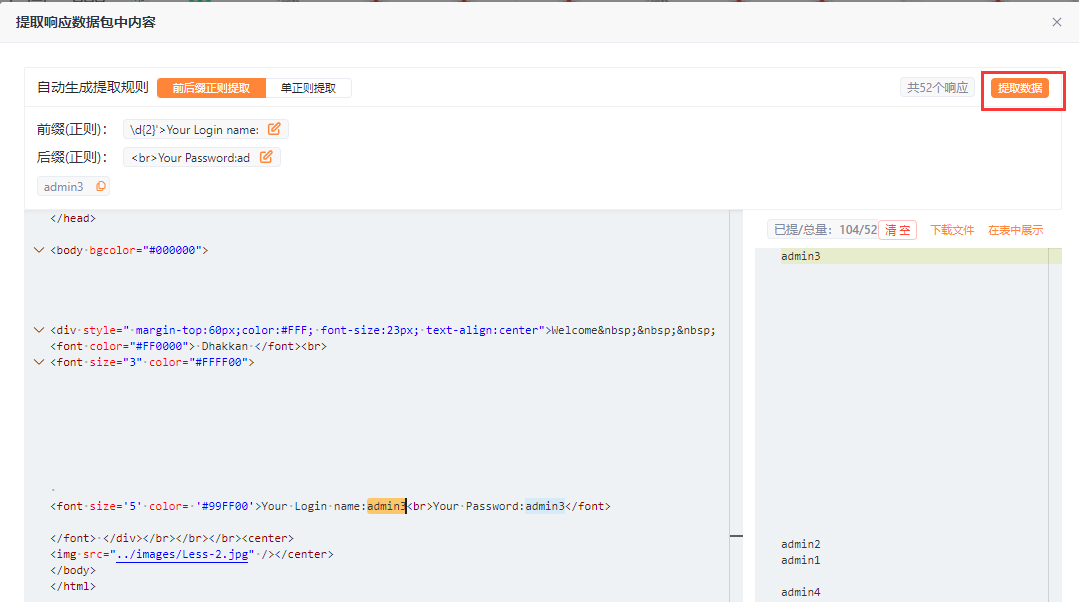 提取响应数据包中内容
自动生成提取规则 前后缀正则提取 单正则提取 共52个响应 提取数据
前缀(正则): \d{2}'>Your Login name:
后缀(正则): <br>Your Password:ad
admin3
</head>
已提/总量: 104/52 清 空 下载文件 在表中展示
<body·bgcolor="#000000">
admin3
<div·style="·margin-top:60px;color:#FFF;·font-size:23px;·text-align:center">Welcome&nbsp;&nbsp;&nbsp;
<font·color="#FF0000">·Dhakkan·</font><br>
<font·size="3"·color="#FFFF00">
<font·size='5'·color=·'#99FF00'>Your·Login·name:admin3<br>Your·Password:admin3</font>
</font>·</div></br></br></br><center>
<img·src="../images/Less-2.jpg"·/></center>
</body>
</html>
admin2
admin1
admin4